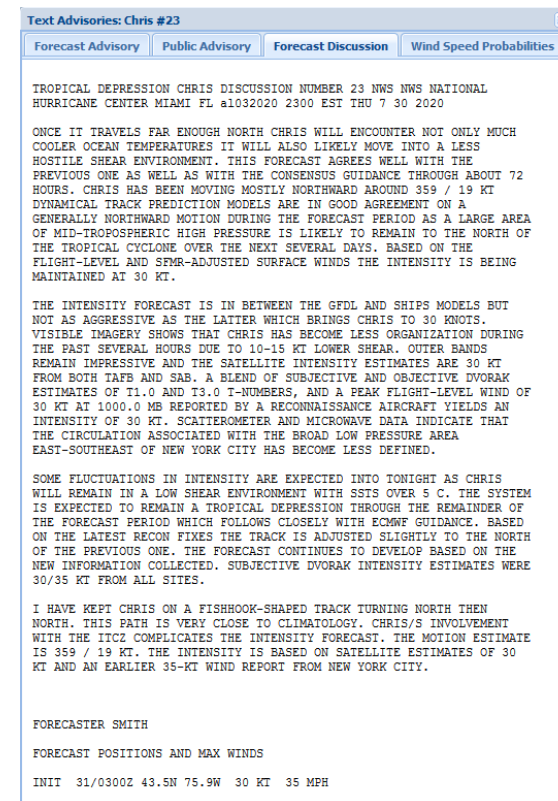 Text Advisories: Chris #23
Forecast Advisory Public Advisory Forecast Discussion Wind Speed Probabilities
TROPICAL DEPRESSION CHRIS DISCUSSION NUMBER 23 NWS NWS NATIONAL
HURRICANE CENTER MIAMI FL al032020 2300 EST THU 7 30 2020
ONCE IT TRAVELS FAR ENOUGH NORTH CHRIS WILL ENCOUNTER NOT ONLY MUCH
COOLER OCEAN TEMPERATURES IT WILL ALSO LIKELY MOVE INTO A LESS
HOSTILE SHEAR ENVIRONMENT. THIS FORECAST AGREES WELL WITH THE
PREVIOUS ONE AS WELL AS WITH THE CONSENSUS GUIDANCE THROUGH ABOUT 72
HOURS. CHRIS HAS BEEN MOVING MOSTLY NORTHWARD AROUND 359 / 19 KT
DYNAMICAL TRACK PREDICTION MODELS ARE IN GOOD AGREEMENT ON A
GENERALLY NORTHWARD MOTION DURING THE FORECAST PERIOD AS A LARGE AREA
OF MID-TROPOSPHERIC HIGH PRESSURE IS LIKELY TO REMAIN TO THE NORTH OF
THE TROPICAL CYCLONE OVER THE NEXT SEVERAL DAYS. BASED ON THE
FLIGHT-LEVEL AND SFMR-ADJUSTED SURFACE WINDS THE INTENSITY IS BEING
MAINTAINED AT 30 KT.
THE INTENSITY FORECAST IS IN BETWEEN THE GFDL AND SHIPS MODELS BUT
NOT AS AGGRESSIVE AS THE LATTER WHICH BRINGS CHRIS TO 30 KNOTS.
VISIBLE IMAGERY SHOWS THAT CHRIS HAS BECOME LESS ORGANIZATION DURING
THE PAST SEVERAL HOURS DUE TO 10-15 KT LOWER SHEAR. OUTER BANDS
REMAIN IMPRESSIVE AND THE SATELLITE INTENSITY ESTIMATES ARE 30 KT
FROM BOTH TAFB AND SAB. A BLEND OF SUBJECTIVE AND OBJECTIVE DVORAK
ESTIMATES OF T1.0 AND T3.0 T-NUMBERS, AND A PEAK FLIGHT-LEVEL WIND OF
30 KT AT 1000.0 MB REPORTED BY A RECONNAISSANCE AIRCRAFT YIELDS AN
INTENSITY OF 30 KT. SCATTEROMETER AND MICROWAVE DATA INDICATE THAT
THE CIRCULATION ASSOCIATED WITH THE BROAD LOW PRESSURE AREA
EAST-SOUTHEAST OF NEW YORK CITY HAS BECOME LESS DEFINED.
SOME FLUCTUATIONS IN INTENSITY ARE EXPECTED INTO TONIGHT AS CHRIS
WILL REMAIN IN A LOW SHEAR ENVIRONMENT WITH SSTS OVER 5 C. THE SYSTEM
IS EXPECTED TO REMAIN A TROPICAL DEPRESSION THROUGH THE REMAINDER OF
THE FORECAST PERIOD WHICH FOLLOWS CLOSELY WITH ECMWF GUIDANCE. BASED
ON THE LATEST RECON FIXES THE TRACK IS ADJUSTED SLIGHTLY TO THE NORTH
OF THE PREVIOUS ONE. THE FORECAST CONTINUES TO DEVELOP BASED ON THE
NEW INFORMATION COLLECTED. SUBJECTIVE DVORAK INTENSITY ESTIMATES WERE
30/35 KT FROM ALL SITES.
I HAVE KEPT CHRIS ON A FISHHOOK-SHAPED TRACK TURNING NORTH THEN
NORTH. THIS PATH IS VERY CLOSE TO CLIMATOLOGY. CHRIS/S INVOLVEMENT
WITH THE ITCZ COMPLICATES THE INTENSITY FORECAST. THE MOTION ESTIMATE
IS 359 / 19 KT. THE INTENSITY IS BASED ON SATELLITE ESTIMATES OF 30
KT AND AN EARLIER 35-KT WIND REPORT FROM NEW YORK CITY.
FORECASTER SMITH
FORECAST POSITIONS AND MAX WINDS
INIT 31/0300Z 43.5N 75.9W 30 KT 35 MPH